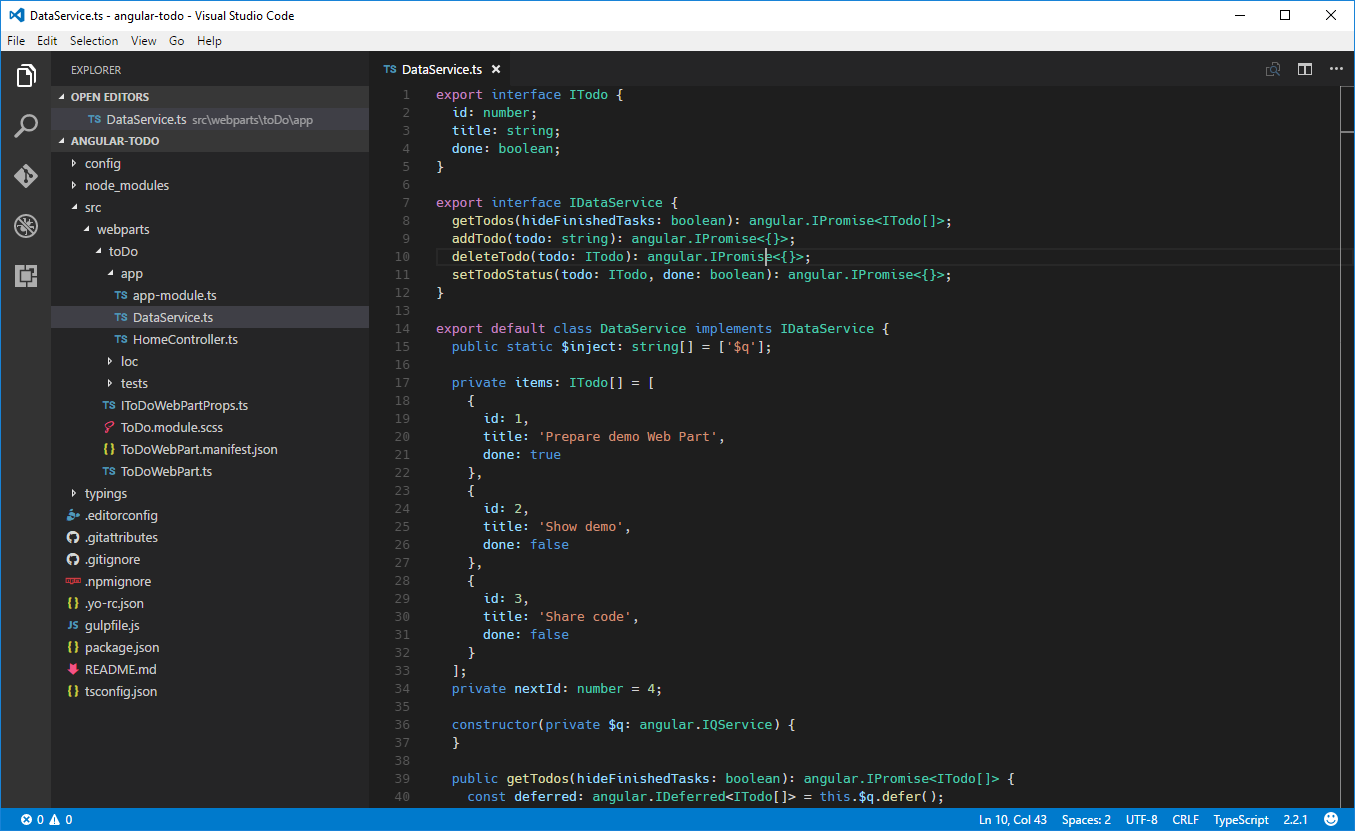 DataService.ts - angular-todo - Visual Studio Code
File Edit Selection View Go Help
EXPLORER
OPEN EDITORS
TS DataService.ts src\webparts\toDo\app
ANGULAR-TODO
config
node_modules
src
webparts
toDo
app
TS app-module.ts
TS DataService.ts
TS HomeController.ts
loc
tests
TS IToDoWebPartProps.ts
ToDo.module.scss
{} ToDoWebPart.manifest.json
TS ToDoWebPart.ts
typings
.editorconfig
.gitattributes
.gitignore
npm .npmignore
{} .yo-rc.json
JS gulpfile.js
{} package.json
README.md
{} tsconfig.json
TS DataService.ts
1 export interface ITodo {
2 id: number;
3 title: string;
4 done: boolean;
5 }
6
7 export interface IDataService {
8 getTodos(hideFinishedTasks: boolean): angular.IPromise<ITodo[]>;
9 addTodo(todo: string): angular.IPromise<{}>;
10 deleteTodo(todo: ITodo): angular.IPromise<{}>;
11 setTodoStatus(todo: ITodo, done: boolean): angular.IPromise<{}>;
12 }
13
14 export default class DataService implements IDataService {
15 public static $inject: string[] = ['$q'];
16
17 private items: ITodo[] = [
18 {
19 id: 1,
20 title: 'Prepare demo Web Part',
21 done: true
22 },
23 {
24 id: 2,
25 title: 'Show demo',
26 done: false
27 },
28 {
29 id: 3,
30 title: 'Share code',
31 done: false
32 }
33 ];
34 private nextId: number = 4;
35
36 constructor(private $q: angular.IQService) {
37 }
38
39 public getTodos(hideFinishedTasks: boolean): angular.IPromise<ITodo[]> {
40 const deferred: angular.IDeferred<ITodo[]> = this.$q.defer();
0 0 Ln 10, Col 43 Spaces: 2 UTF-8 CRLF TypeScript 2.2.1